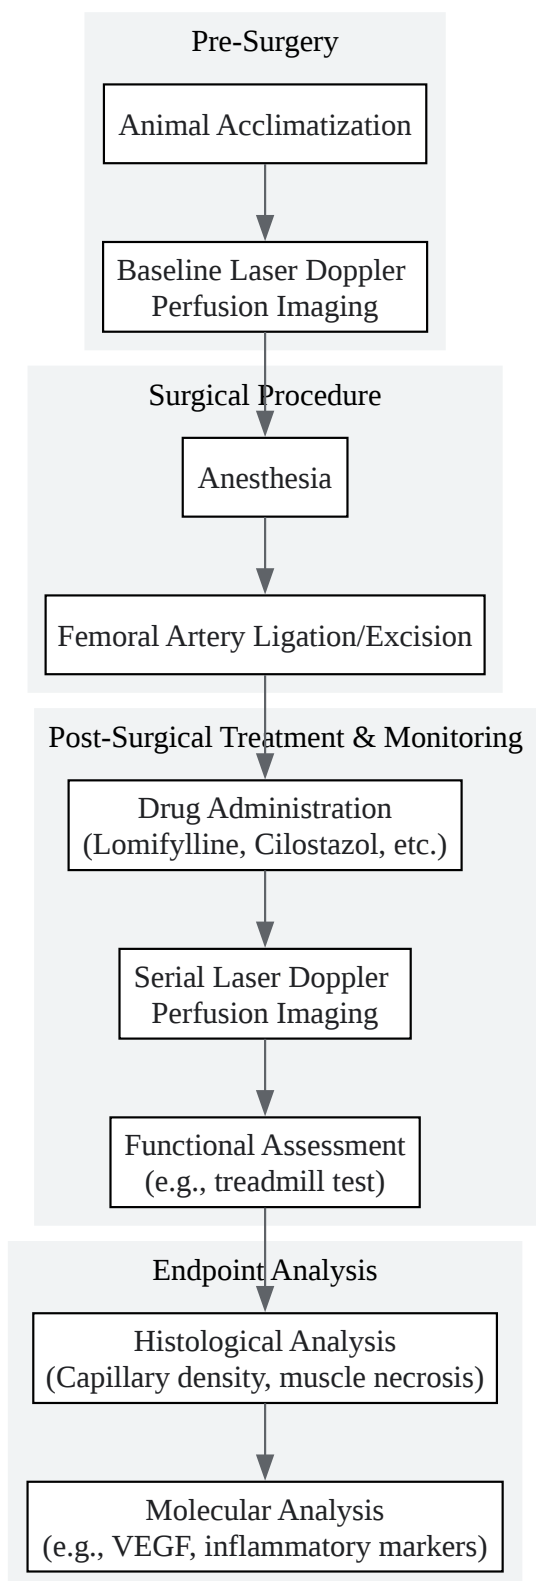 Pre-Surgery
Animal Acclimatization
Baseline Laser Doppler
Perfusion Imaging
Surgical Procedure
Anesthesia
Femoral Artery Ligation/Excision
Post-Surgical Treatment & Monitoring
Drug Administration
(Lomifylline, Cilostazol, etc.)
Serial Laser Doppler
Perfusion Imaging
Functional Assessment
(e.g., treadmill test)
Endpoint Analysis
Histological Analysis
(Capillary density, muscle necrosis)
Molecular Analysis
(e.g., VEGF, inflammatory markers)